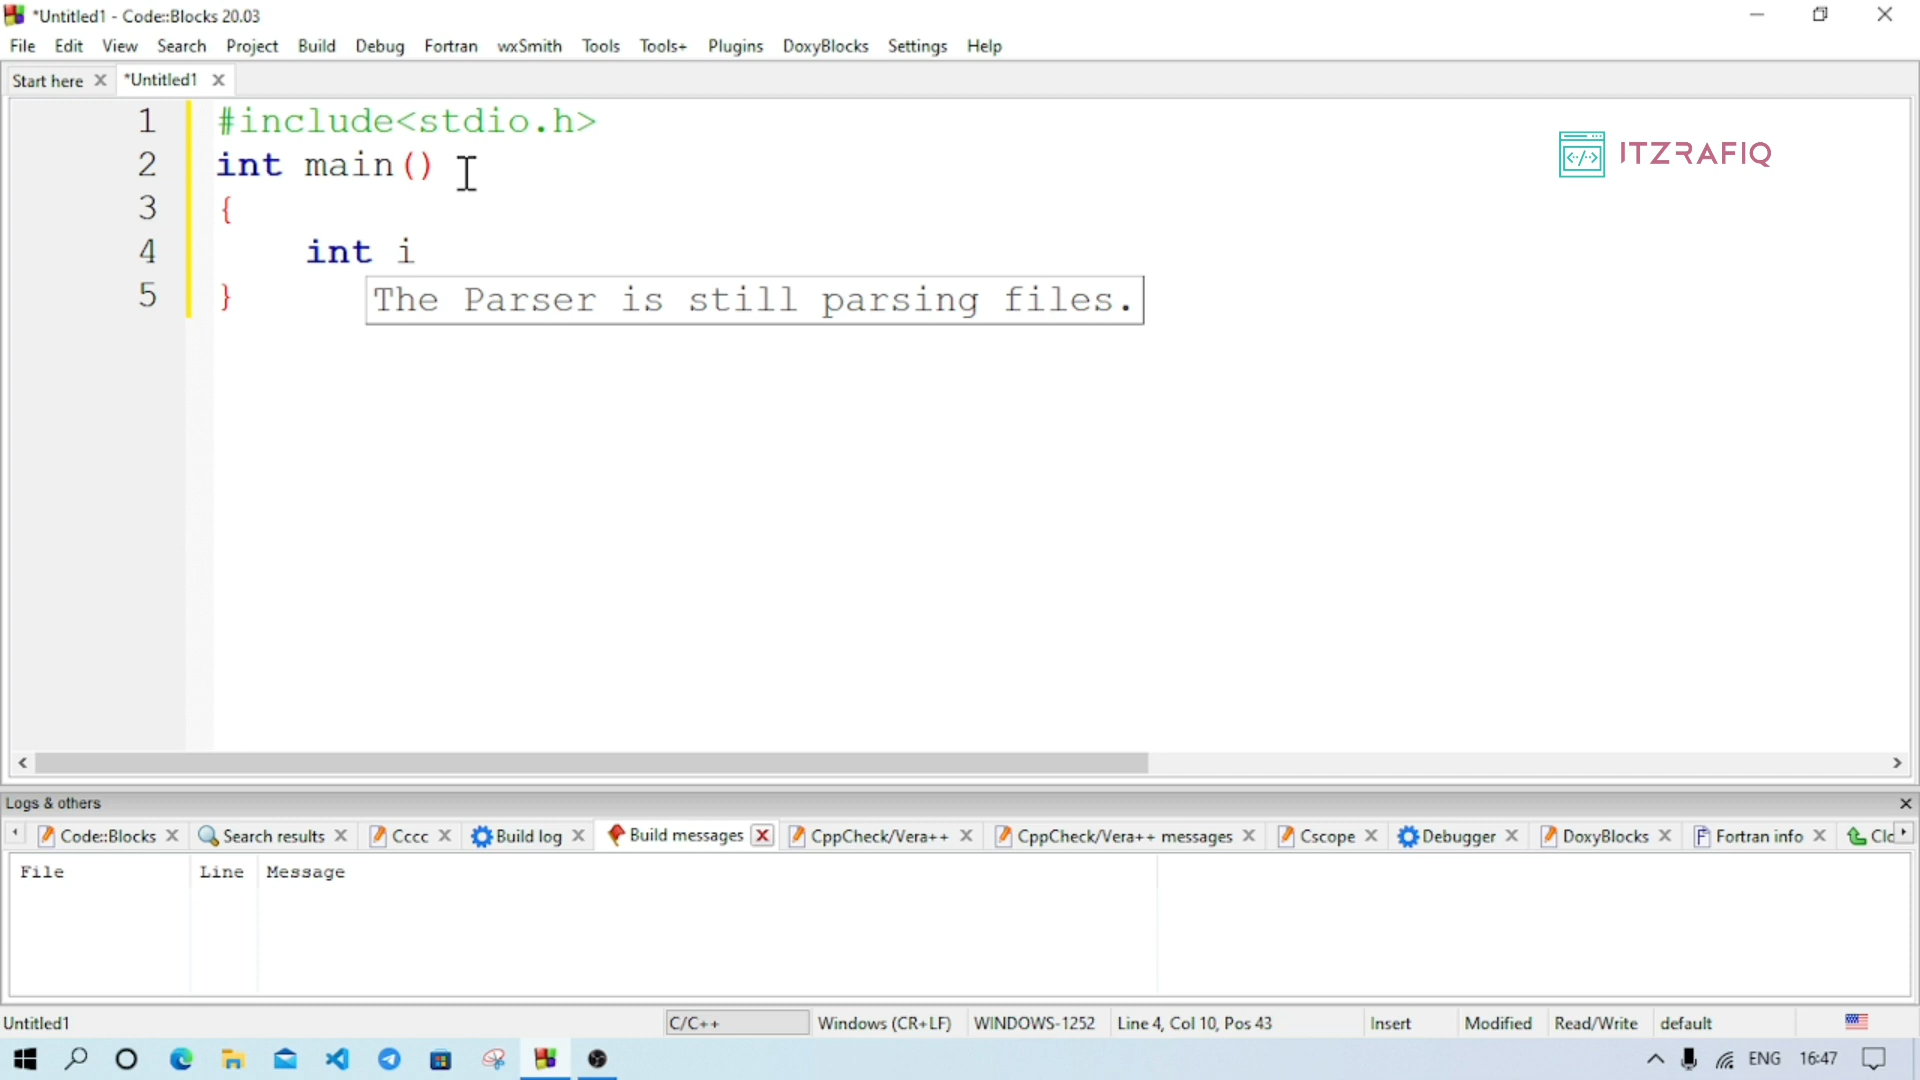 *Untitled1 - Code::Blocks 20.03
File Edit View Search Project Build Debug Fortran wxSmith Tools Tools+ Plugins DoxyBlocks Settings Help
Start here *Untitled1
1 #include<stdio.h>
ITZRAFIQ
2 int main()
3 {
4 int i
5 }
The Parser is still parsing files.
Logs & others
Code::Blocks Search results Cccc Build log Build messages CppCheck/Vera++ CppCheck/Vera++ messages Cscope Debugger DoxyBlocks Fortran info Clo
File Line Message
Untitled1 C/C++ Windows (CR+LF) WINDOWS-1252 Line 4, Col 10, Pos 43 Insert Modified Read/Write default
ENG 16:47